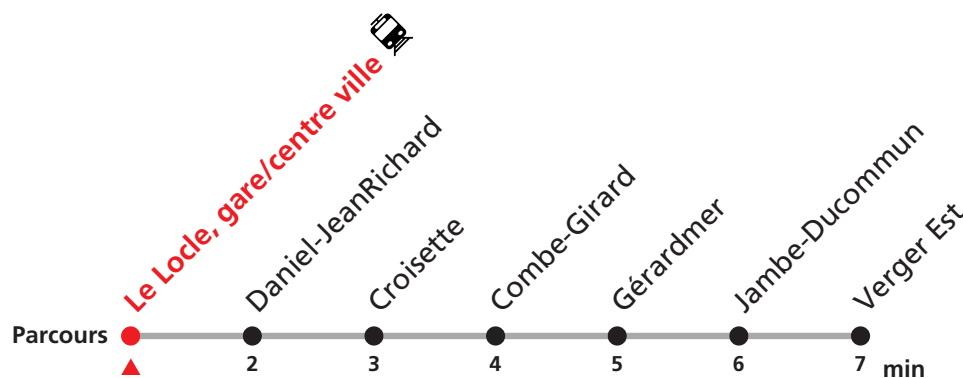 Le Locle, gare/centre ville
Daniel-JeanRichard
Croisette
Combe-Girard
Gérardmer
Jambe-Ducommun
Verger Est
Parcours
2 3 4 5 6 7 min